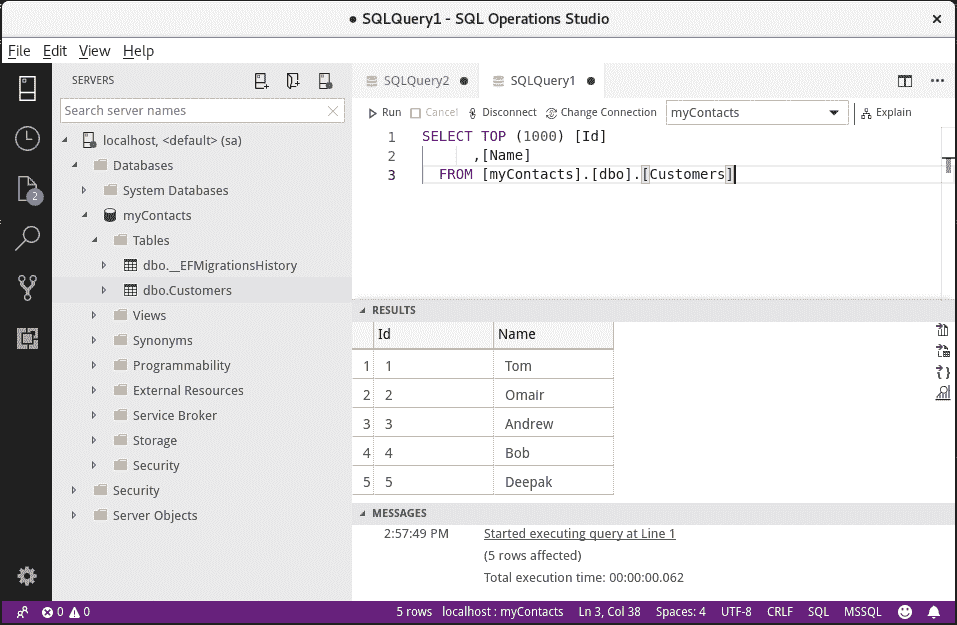 ● SQLQuery1 - SQL Operations Studio
File Edit View Help
SERVERS
Search server names
localhost, <default> (sa)
Databases
System Databases
myContacts
Tables
dbo.__EFMigrationsHistory
dbo.Customers
Views
Synonyms
Programmability
External Resources
Service Broker
Storage
Security
Security
Server Objects
2
SQLQuery2 ● SQLQuery1 ●
Run Cancel Disconnect Change Connection myContacts Explain
1 SELECT TOP (1000) [Id]
2 ,[Name]
3 FROM [myContacts].[dbo].[Customers]
RESULTS
Id Name
1 1 Tom
2 2 Omair
3 3 Andrew
4 4 Bob
5 5 Deepak
MESSAGES
2:57:49 PM Started executing query at Line 1
(5 rows affected)
Total execution time: 00:00:00.062
0 0 5 rows localhost : myContacts Ln 3, Col 38 Spaces: 4 UTF-8 CRLF SQL MSSQL